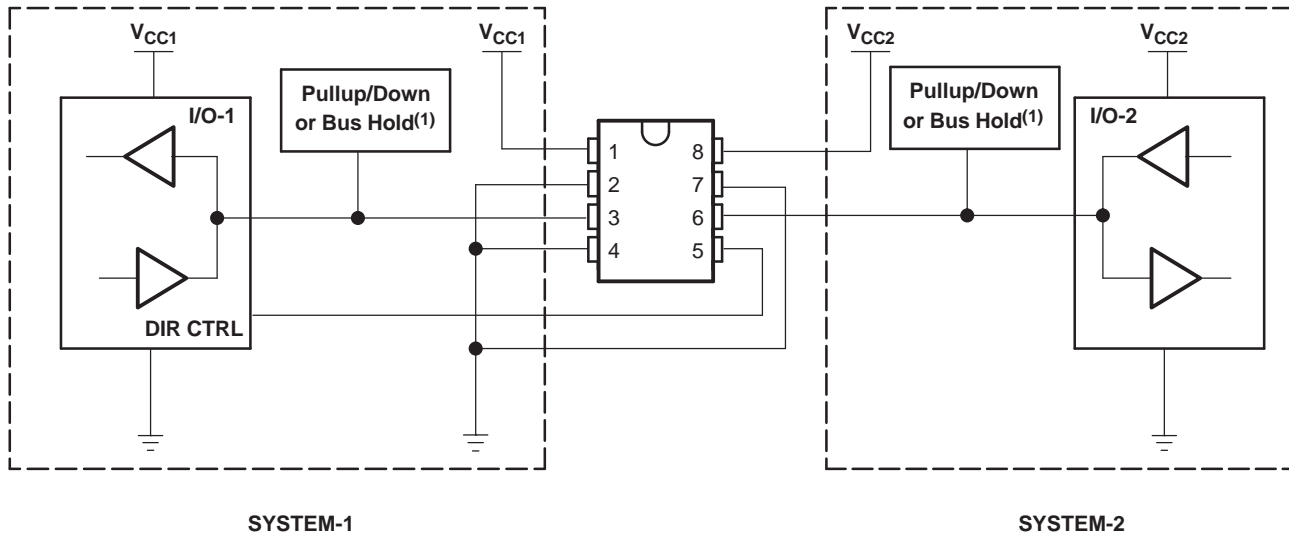 VCC1
VCC1
VCC2
VCC2
Pullup/Down
or Bus Hold(1)
Pullup/Down
or Bus Hold(1)
I/O-1
I/O-2
1
8
2
7
3
6
4
5
DIR CTRL
SYSTEM-1
SYSTEM-2